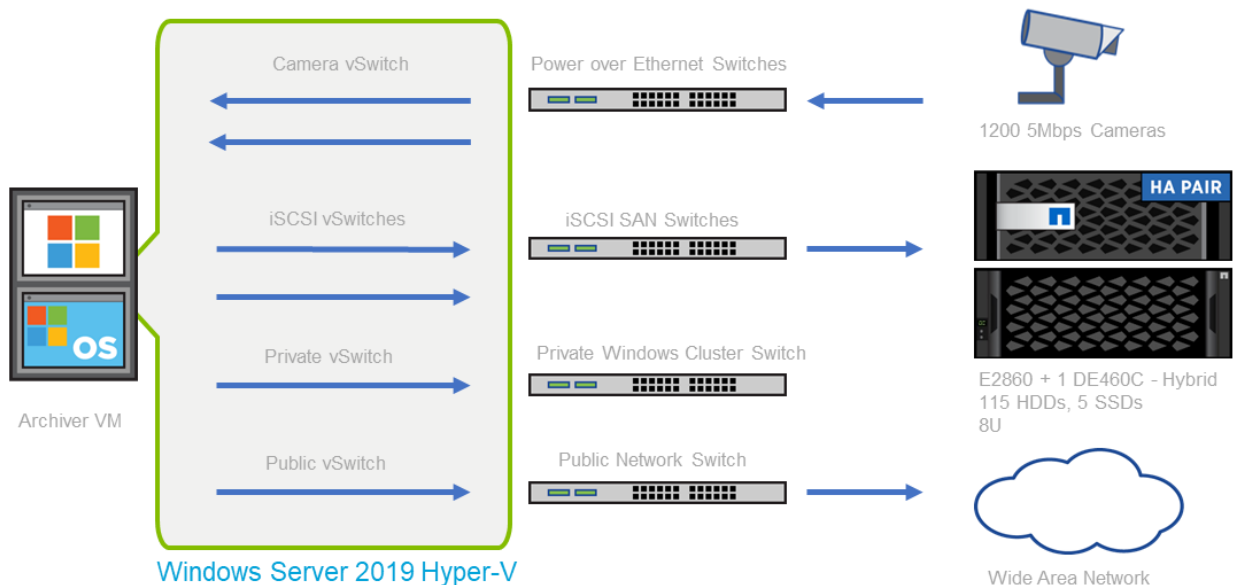 Camera vSwitch
Power over Ethernet Switches
1200 5Mbps Cameras
HA PAIR
iSCSI vSwitches
iSCSI SAN Switches
OS
Private vSwitch
Private Windows Cluster Switch
E2860 + 1 DE460C - Hybrid
115 HDDs, 5 SSDs
8U
Archiver VM
Public vSwitch
Public Network Switch
Windows Server 2019 Hyper-V
Wide Area Network